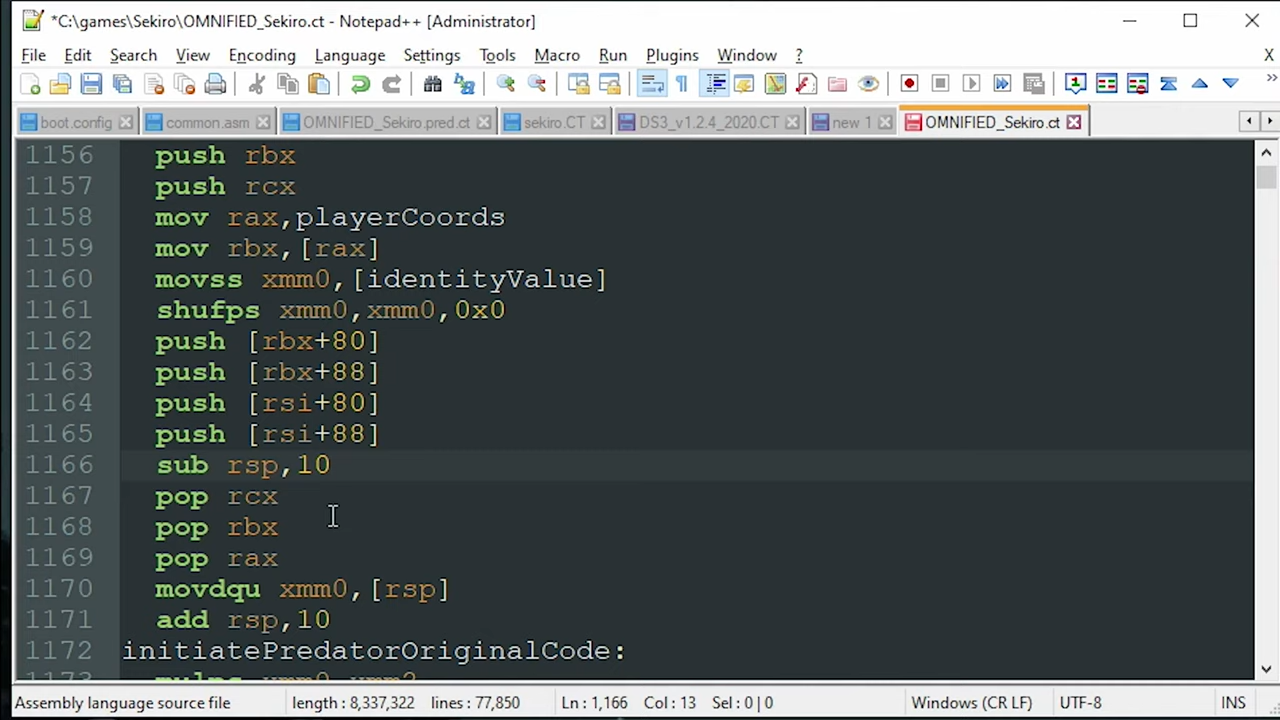 *C:\games\Sekiro\OMNIFIED_Sekiro.ct - Notepad++ [Administrator]
File Edit Search View Encoding Language Settings Tools Macro Run Plugins Window ? X
boot.config common.asm OMNIFIED_Sekiro.pred.ct sekiro.CT DS3_v1.2.4_2020.CT new 1 OMNIFIED_Sekiro.ct
1156 push rbx
1157 push rcx
1158 mov rax,playerCoords
1159 mov rbx,[rax]
1160 movss xmm0,[identityValue]
1161 shufps xmm0,xmm0,0x0
1162 push [rbx+80]
1163 push [rbx+88]
1164 push [rsi+80]
1165 push [rsi+88]
1166 sub rsp,10
1167 pop rcx
1168 pop rbx
1169 pop rax
1170 movdqu xmm0,[rsp]
1171 add rsp,10
1172 initiatePredatorOriginalCode:
1173 mulps xmm0,xmm2
Assembly language source file length : 8,337,322 lines : 77,850 Ln : 1,166 Col : 13 Sel : 0 | 0 Windows (CR LF) UTF-8 INS